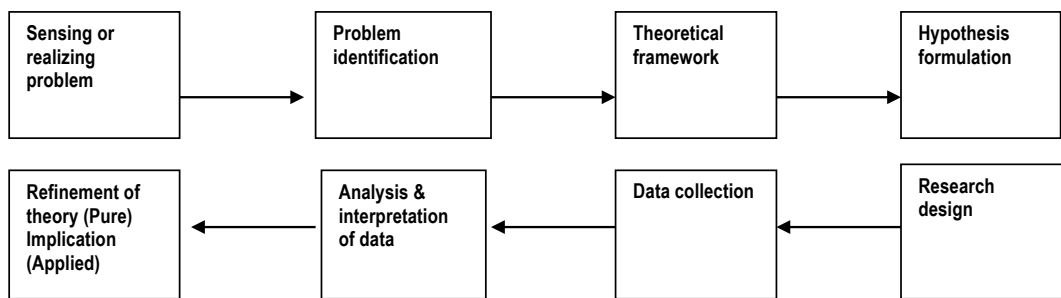 Sensing or
realizing
problem
Problem
identification
Theoretical
framework
Hypothesis
formulation
Refinement of
theory (Pure)
Implication
(Applied)
Analysis &
interpretation
of data
Data collection
Research
design